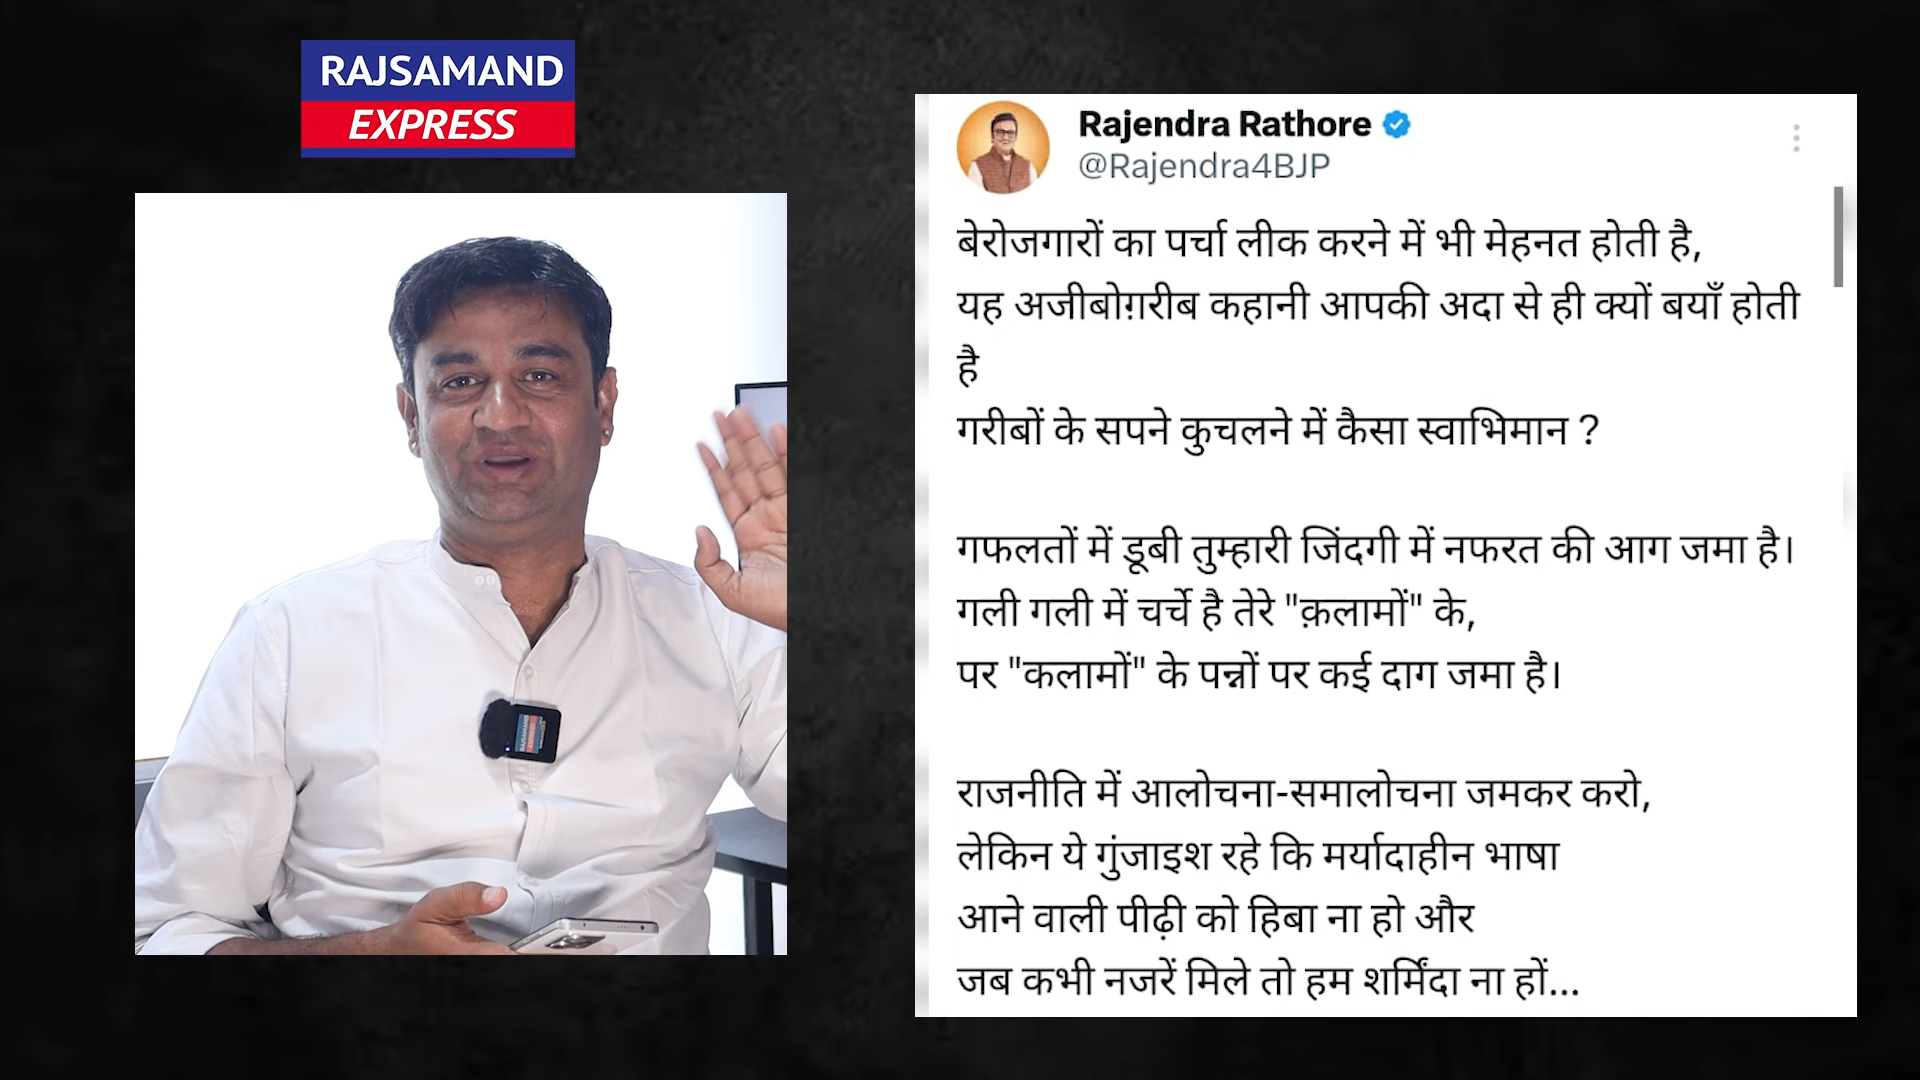 RAJSAMAND
EXPRESS
Rajendra Rathore
@Rajendra4BJP
बेरोजगारों का पर्चा लीक करने में भी मेहनत होती है,
यह अजीबोग़रीब कहानी आपकी अदा से ही क्यों बयाँ होती
है
गरीबों के सपने कुचलने में कैसा स्वाभिमान ?
गफलतों में डूबी तुम्हारी जिंदगी में नफरत की आग जमा है।
गली गली में चर्चे है तेरे "क़लामों" के,
पर "कलामों" के पन्नों पर कई दाग जमा है।
राजनीति में आलोचना-समालोचना जमकर करो,
लेकिन ये गुंजाइश रहे कि मर्यादाहीन भाषा
आने वाली पीढ़ी को हिबा ना हो और
जब कभी नजरें मिले तो हम शर्मिंदा ना हों...
RAJSAMAND
EXPRESS